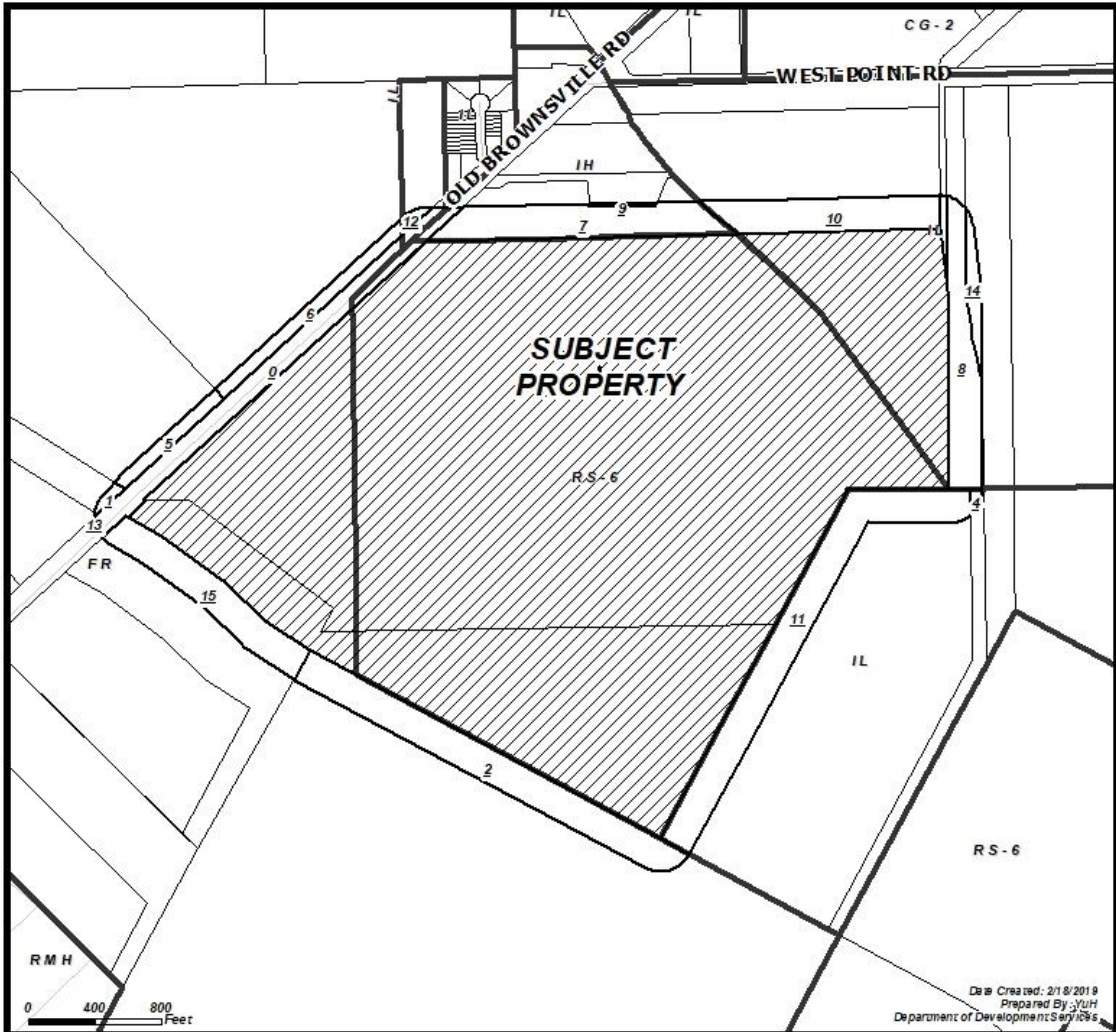 IL
IL
CG-2
OLD BROWNSVILLE RD
WEST POINT RD
IL
IL
IH
12
9
7
10
IL
14
6
SUBJECT
PROPERTY
0
8
5
RS-6
1
4
13
FR
15
11
IL
2
RS-6
RMH
0 400 800
Feet
Date Created: 2/18/2019
Prepared By: YuH
Department of Development Services